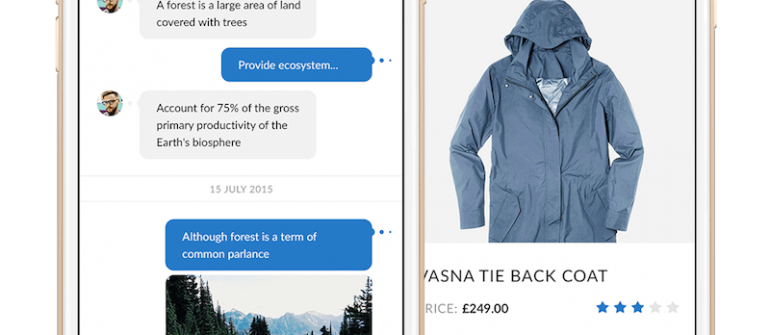 A forest is a large area of land
covered with trees
Provide ecosystem...
Account for 75% of the gross
primary productivity of the
Earth's biosphere
15 JULY 2015
Although forest is a term of
common parlance
VASNA TIE BACK COAT
RICE: £249.00